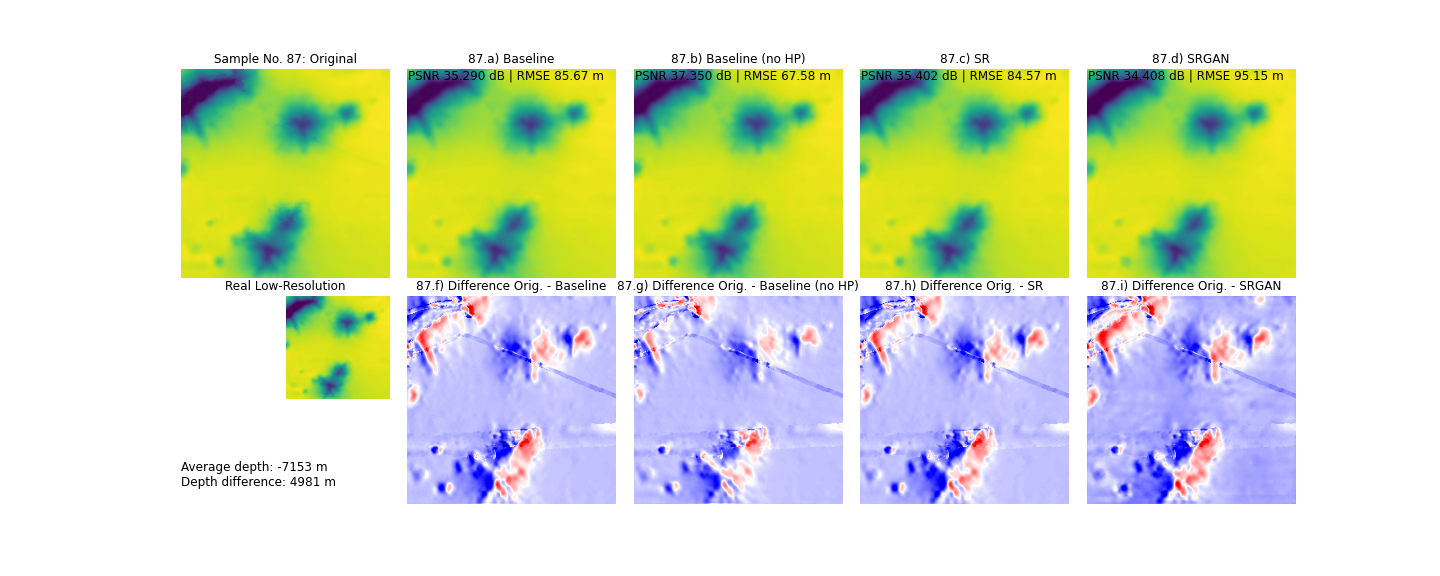 Sample No. 87: Original
87.a) Baseline
87.b) Baseline (no HP)
87.c) SR
87.d) SRGAN
PSNR 35.290 dB | RMSE 85.67 m
PSNR 37.350 dB | RMSE 67.58 m
PSNR 35.402 dB | RMSE 84.57 m
PSNR 34.408 dB | RMSE 95.15 m
Real Low-Resolution
87.f) Difference Orig. - Baseline
87.g) Difference Orig. - Baseline (no HP)
87.h) Difference Orig. - SR
87.i) Difference Orig. - SRGAN
Average depth: -7153 m
Depth difference: 4981 m